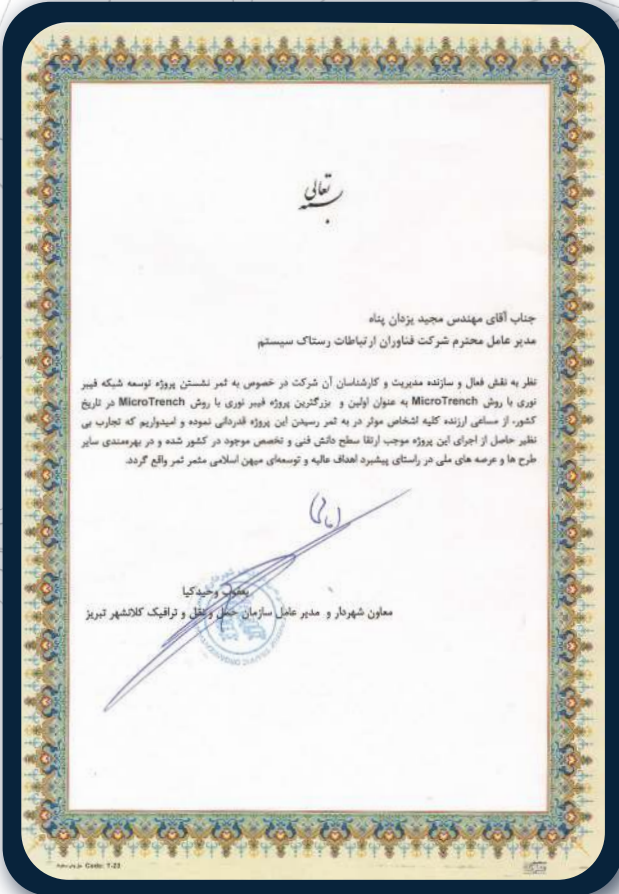 بسمه تعالی
جناب آقای مهندس مجید یزدان پناه
مدیر عامل محترم شرکت فناوران ارتباطات رستاک سیستم
نظر به نقش فعال و سازنده مدیریت و کارشناسان آن شرکت در خصوص به ثمر نشستن پروژه توسعه شبکه فیبر
نوری با روش MicroTrench به عنوان اولین و بزرگترین پروژه فیبر نوری با روش MicroTrench در تاریخ
کشور، از مساعی ارزنده کلیه اشخاص موثر در به ثمر رسیدن این پروژه قدردانی نموده و امیدواریم که تجارب بی
نظیر حاصل از اجرای این پروژه موجب ارتقا سطح دانش فنی و تخصص موجود در کشور شده و در بهره‌مندی سایر
طرح ها و عرصه های ملی در راستای پیشبرد اهداف عالیه و توسعه‌ای میهن اسلامی مثمر ثمر واقع گردد.
یعقوب وحیدکیا
معاون شهردار و مدیر عامل سازمان حمل و نقل و ترافیک کلانشهر تبریز
Code: Y-23